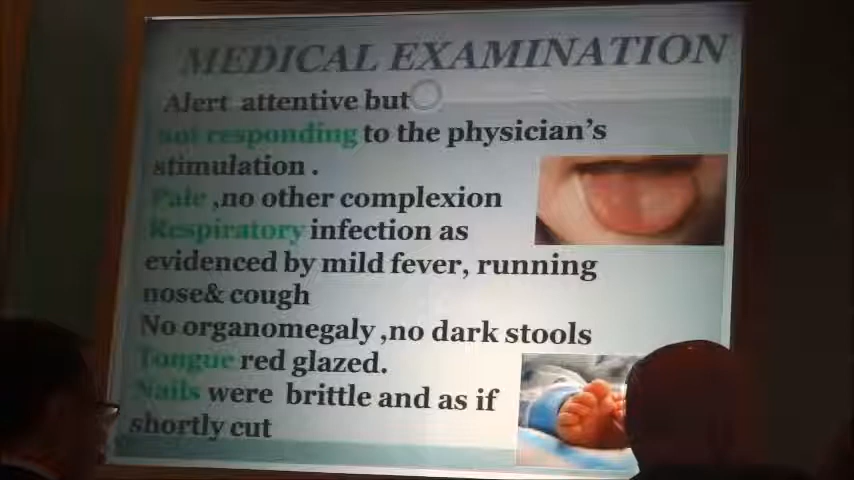 MEDICAL EXAMINATION
Alert attentive but
not responding to the physician's
stimulation .
Pale ,no other complexion
Respiratory infection as
evidenced by mild fever, running
nose& cough
No organomegaly ,no dark stools
Tongue red glazed.
Nails were brittle and as if
shortly cut